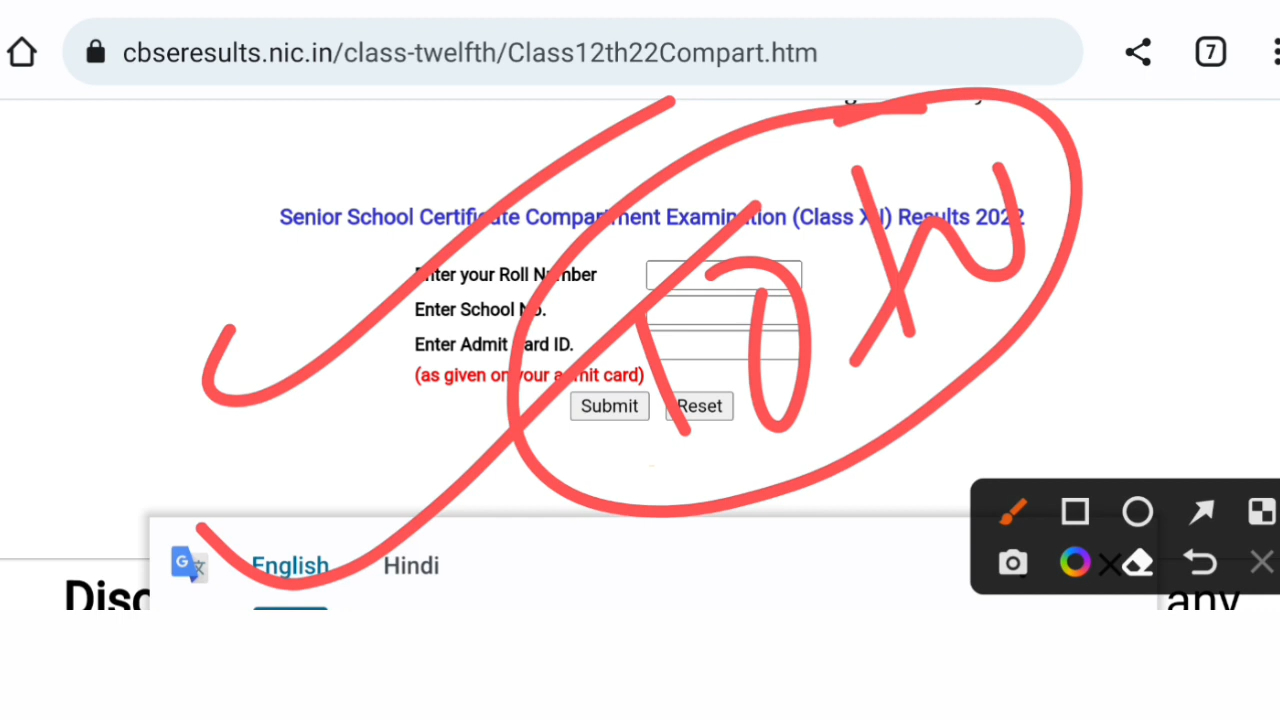 7
cbseresults.nic.in/class-twelfth/Class12th22Compart.htm
Senior School Certificate Compartment Examination (Class XII) Results 2022
Enter your Roll Number
Enter School No.
Enter Admit Card ID.
(as given on your admit card)
Submit Reset
English Hindi
any